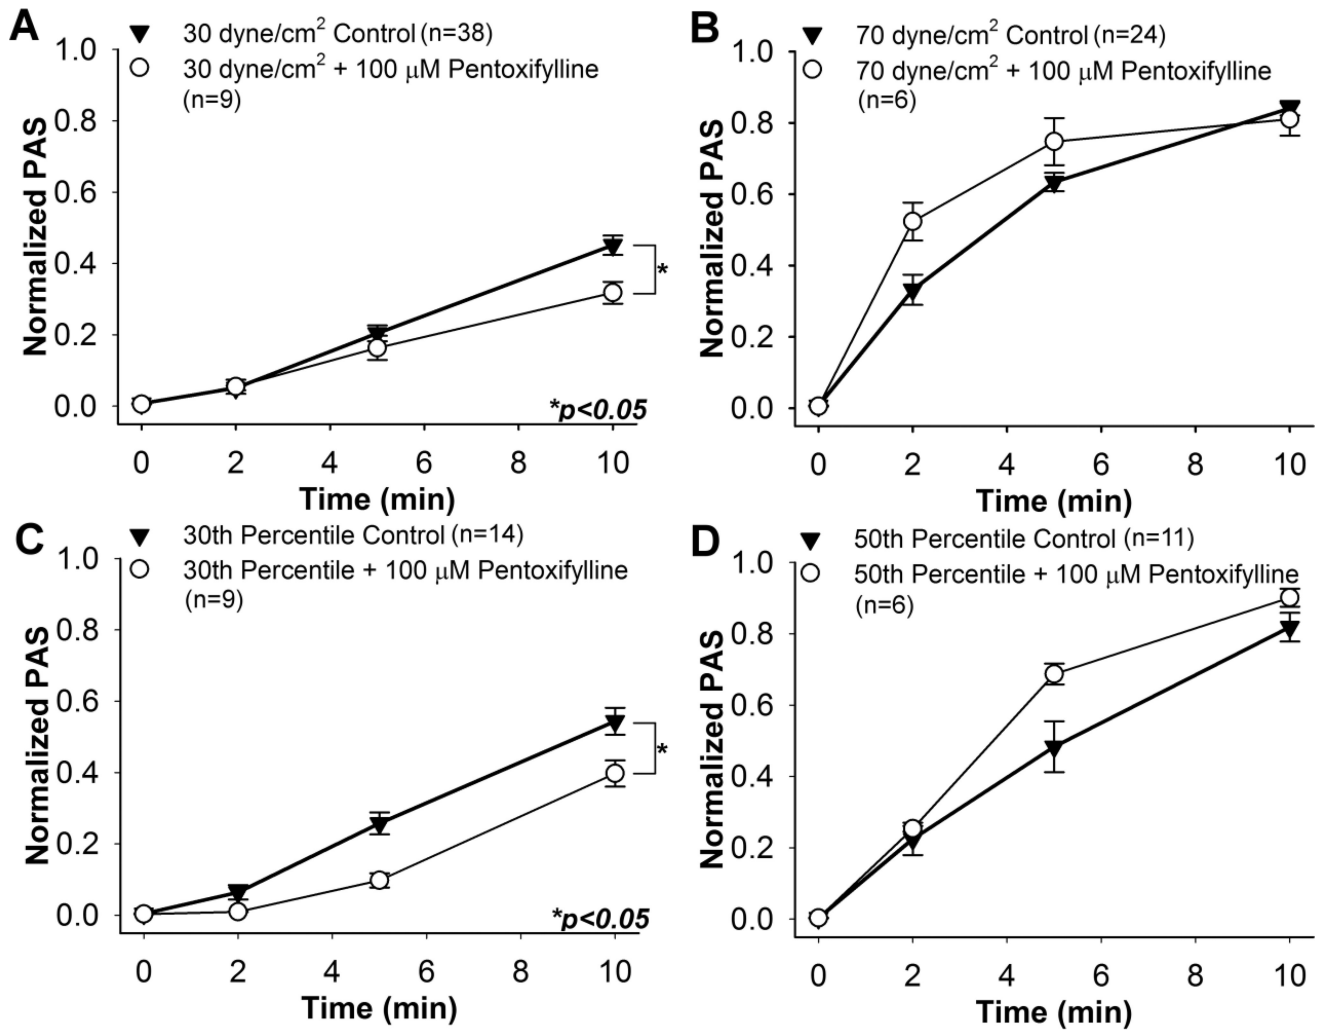 A
30 dyne/cm² Control (n=38)
30 dyne/cm² + 100 μM Pentoxifylline
(n=9)
1.0
0.8
0.6
0.4
0.2
0.0
Normalized PAS
*
*p<0.05
0 2 4 6 8 10
Time (min)
B
70 dyne/cm² Control (n=24)
70 dyne/cm² + 100 μM Pentoxifylline
(n=6)
1.0
0.8
0.6
0.4
0.2
0.0
Normalized PAS
0 2 4 6 8 10
Time (min)
C
30th Percentile Control (n=14)
30th Percentile + 100 μM Pentoxifylline
(n=9)
1.0
0.8
0.6
0.4
0.2
0.0
Normalized PAS
*
*p<0.05
0 2 4 6 8 10
Time (min)
D
50th Percentile Control (n=11)
50th Percentile + 100 μM Pentoxifylline
(n=6)
1.0
0.8
0.6
0.4
0.2
0.0
Normalized PAS
0 2 4 6 8 10
Time (min)